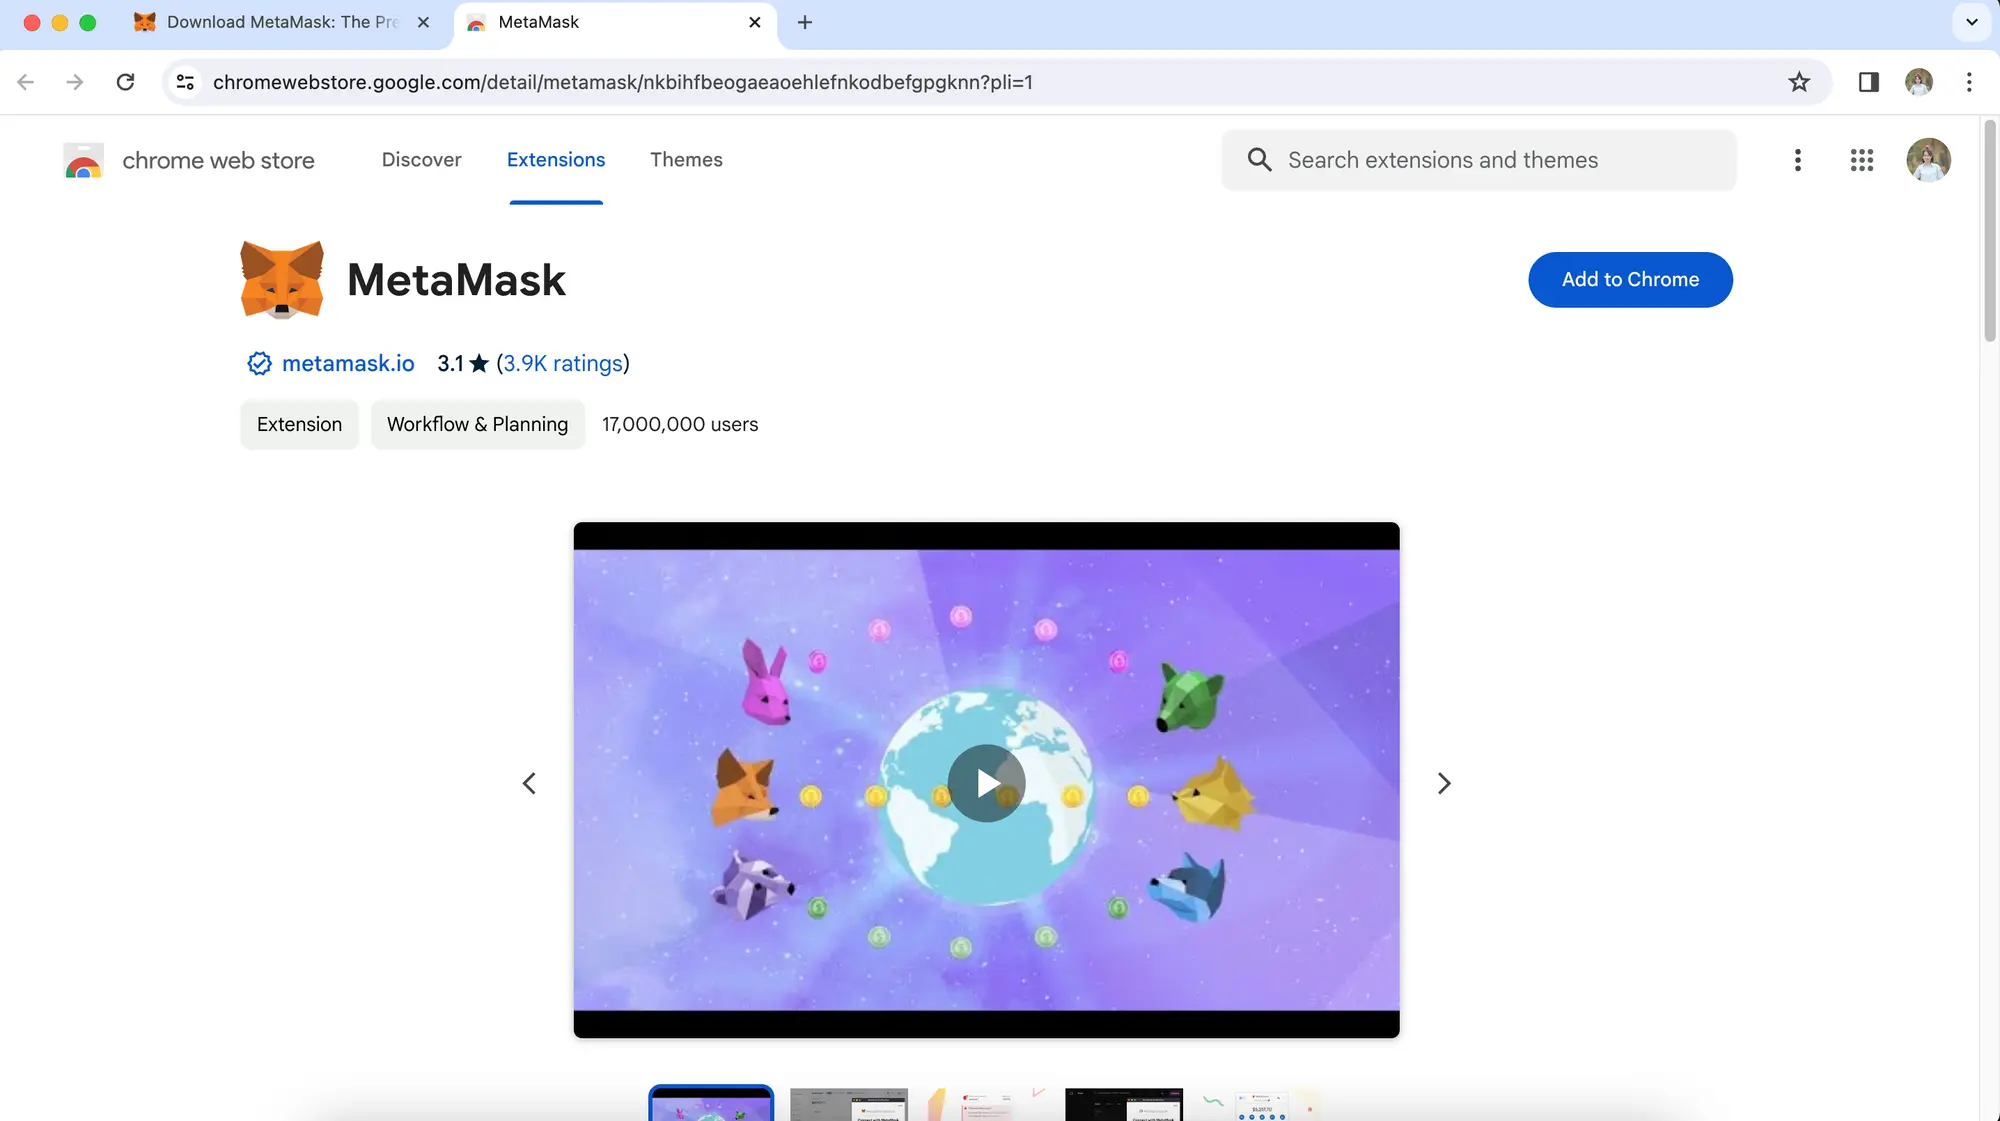 Download MetaMask: The Pre
MetaMask
chromewebstore.google.com/detail/metamask/nkbihfbeogaeaoehlefnkodbefgpgknn?pli=1
chrome web store
Discover
Extensions
Themes
Search extensions and themes
MetaMask
Add to Chrome
metamask.io 3.1★ (3.9K ratings)
Extension
Workflow & Planning
17,000,000 users